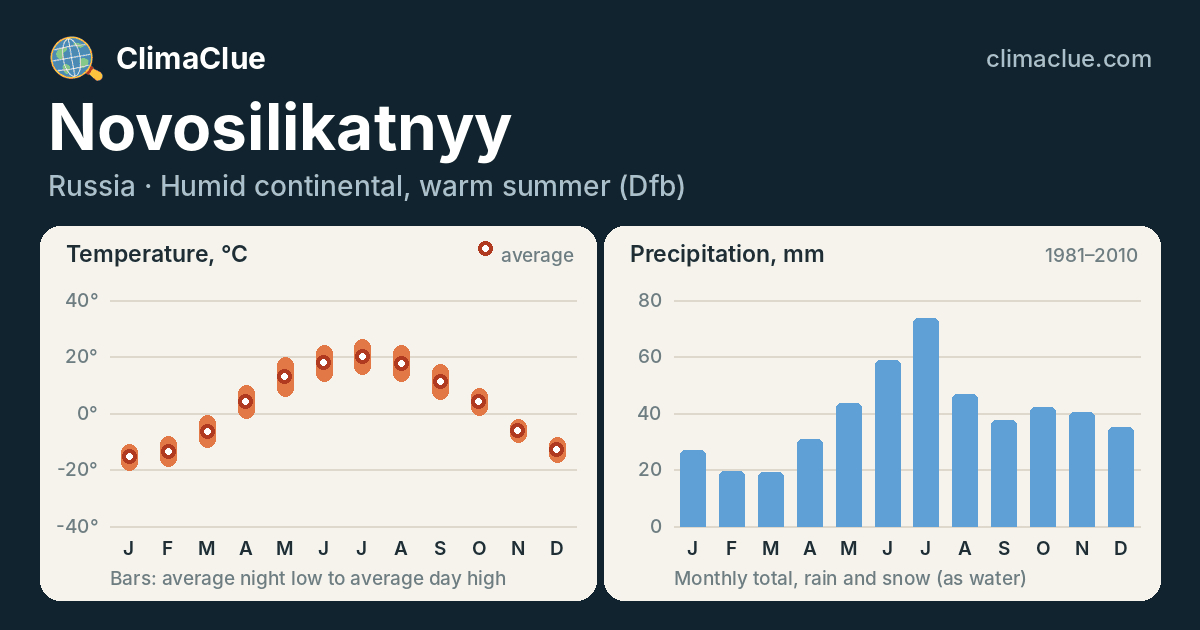 ClimaClue
climaclue.com
Novosilikatnyy
Russia · Humid continental, warm summer (Dfb)
Temperature, °C
average
40°
20°
0°
-20°
-40°
J F M A M J J A S O N D
Bars: average night low to average day high
Precipitation, mm
1981–2010
80
60
40
20
0
J F M A M J J A S O N D
Monthly total, rain and snow (as water)